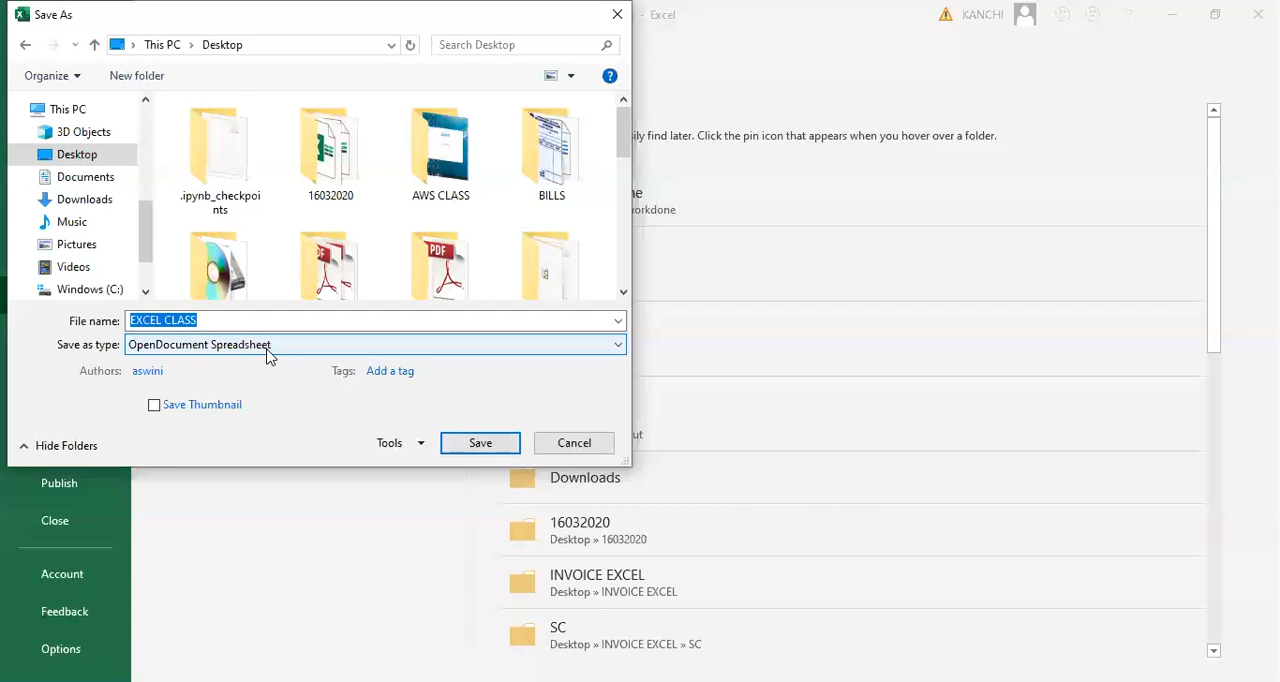 Save As
- Excel
KANCHI
?
This PC
Desktop
Search Desktop
Organize
New folder
?
This PC
3D Objects
Desktop
Documents
Downloads
Music
Pictures
Videos
Windows (C:)
.ipynb_checkpoi
nts
16032020
AWS CLASS
BILLS
PDF
PDF
File name:
EXCEL CLASS
Save as type:
OpenDocument Spreadsheet
Authors:
aswini
Tags:
Add a tag
Save Thumbnail
Hide Folders
Tools
Save
Cancel
find later. Click the pin icon that appears when you hover over a folder.
Publish
Close
Account
Feedback
Options
Downloads
16032020
Desktop » 16032020
INVOICE EXCEL
Desktop » INVOICE EXCEL
SC
Desktop » INVOICE EXCEL » SC